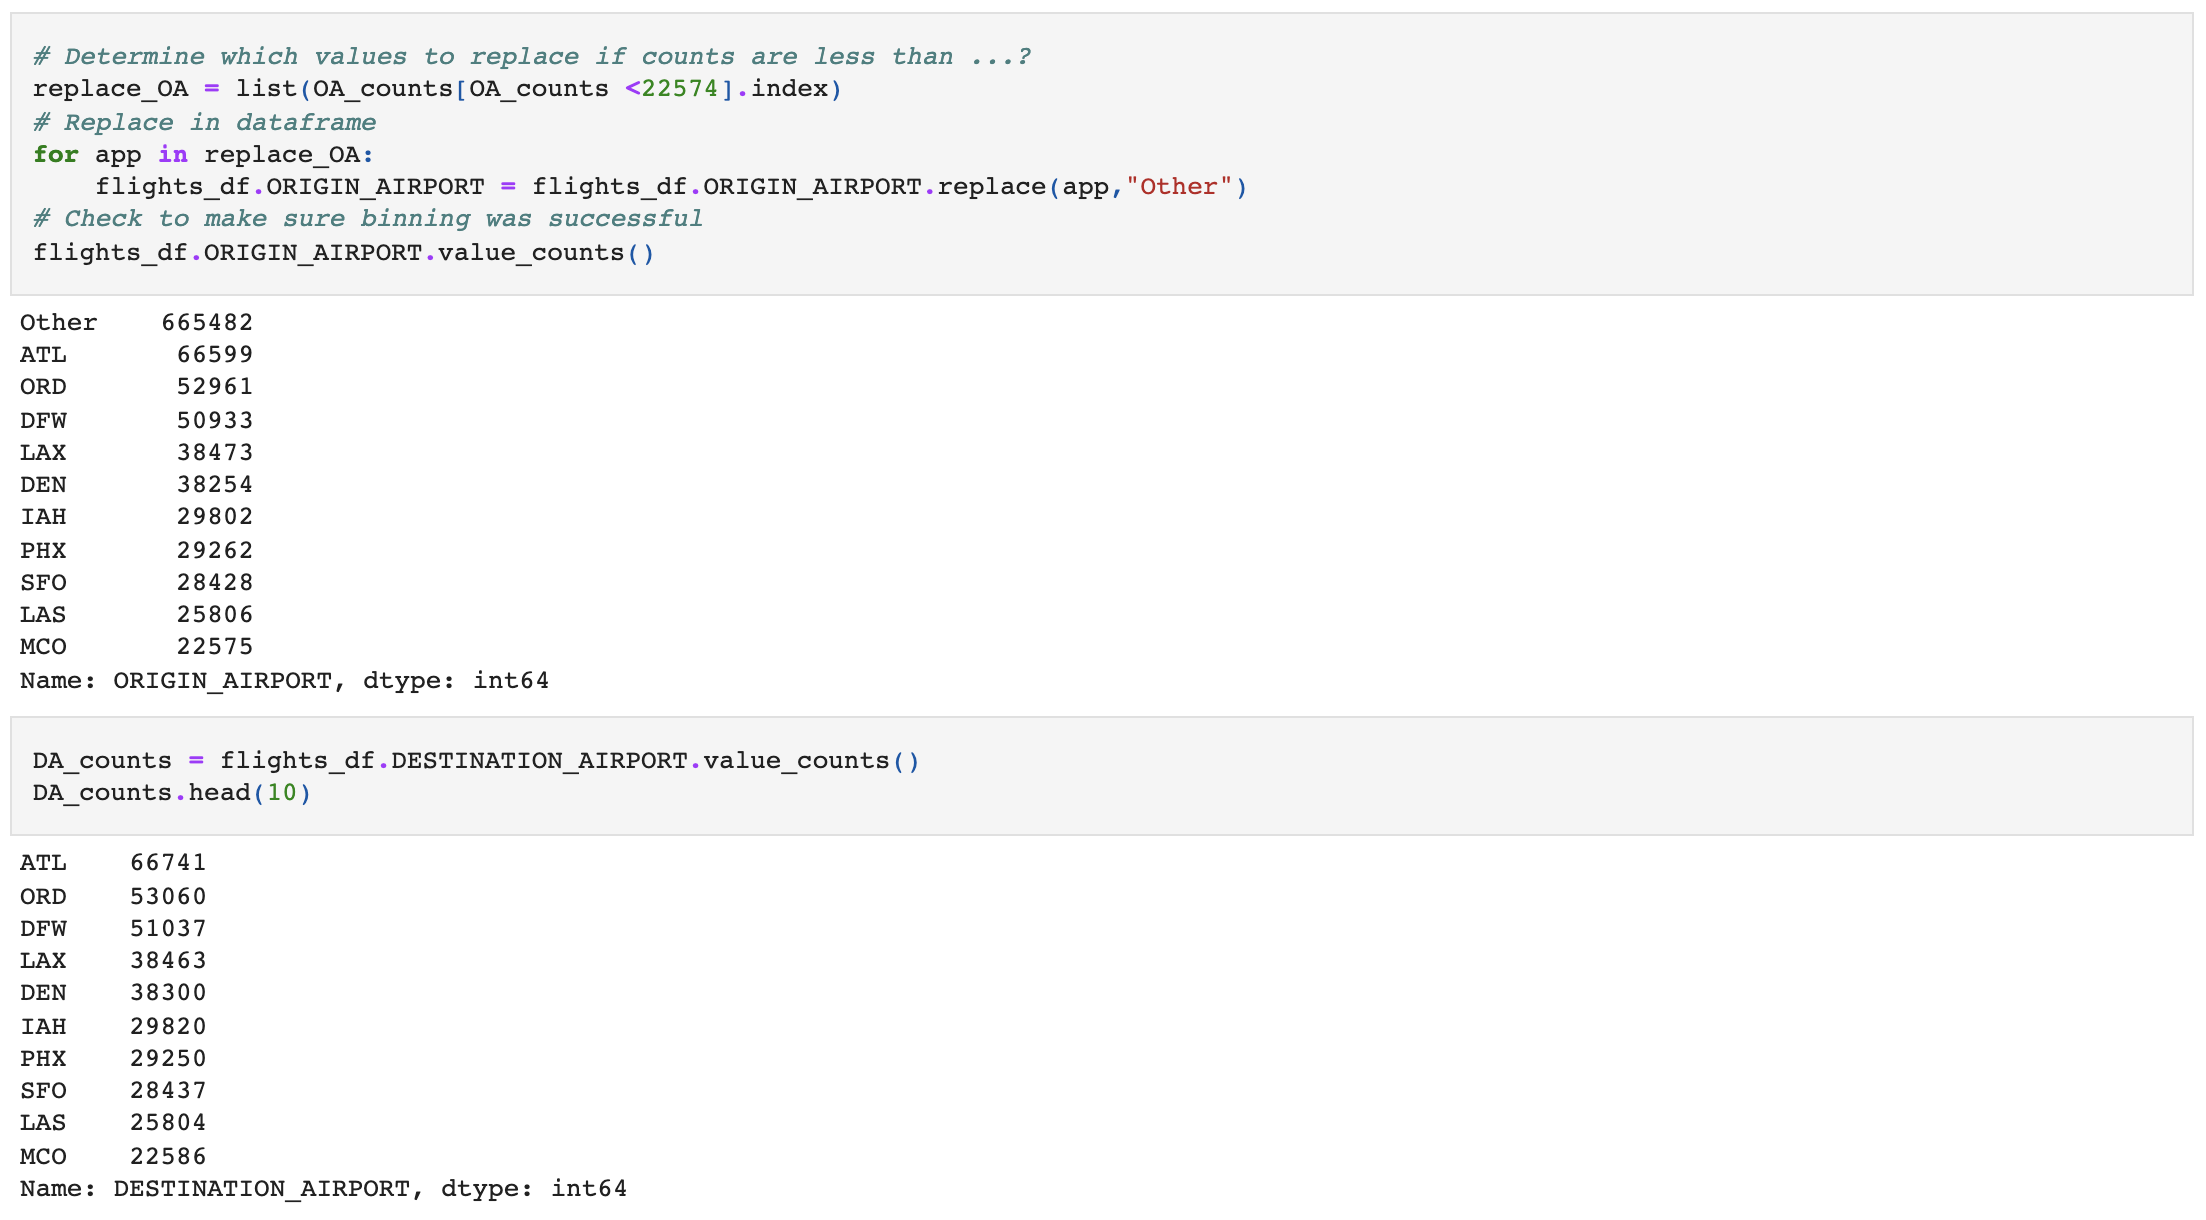 # Determine which values to replace if counts are less than ...?
replace_OA = list(OA_counts[OA_counts <22574].index)
# Replace in dataframe
for app in replace_OA:
    flights_df.ORIGIN_AIRPORT = flights_df.ORIGIN_AIRPORT.replace(app,"Other")
# Check to make sure binning was successful
flights_df.ORIGIN_AIRPORT.value_counts()
Other    665482
ATL       66599
ORD       52961
DFW       50933
LAX       38473
DEN       38254
IAH       29802
PHX       29262
SFO       28428
LAS       25806
MCO       22575
Name: ORIGIN_AIRPORT, dtype: int64
DA_counts = flights_df.DESTINATION_AIRPORT.value_counts()
DA_counts.head(10)
ATL    66741
ORD    53060
DFW    51037
LAX    38463
DEN    38300
IAH    29820
PHX    29250
SFO    28437
LAS    25804
MCO    22586
Name: DESTINATION_AIRPORT, dtype: int64